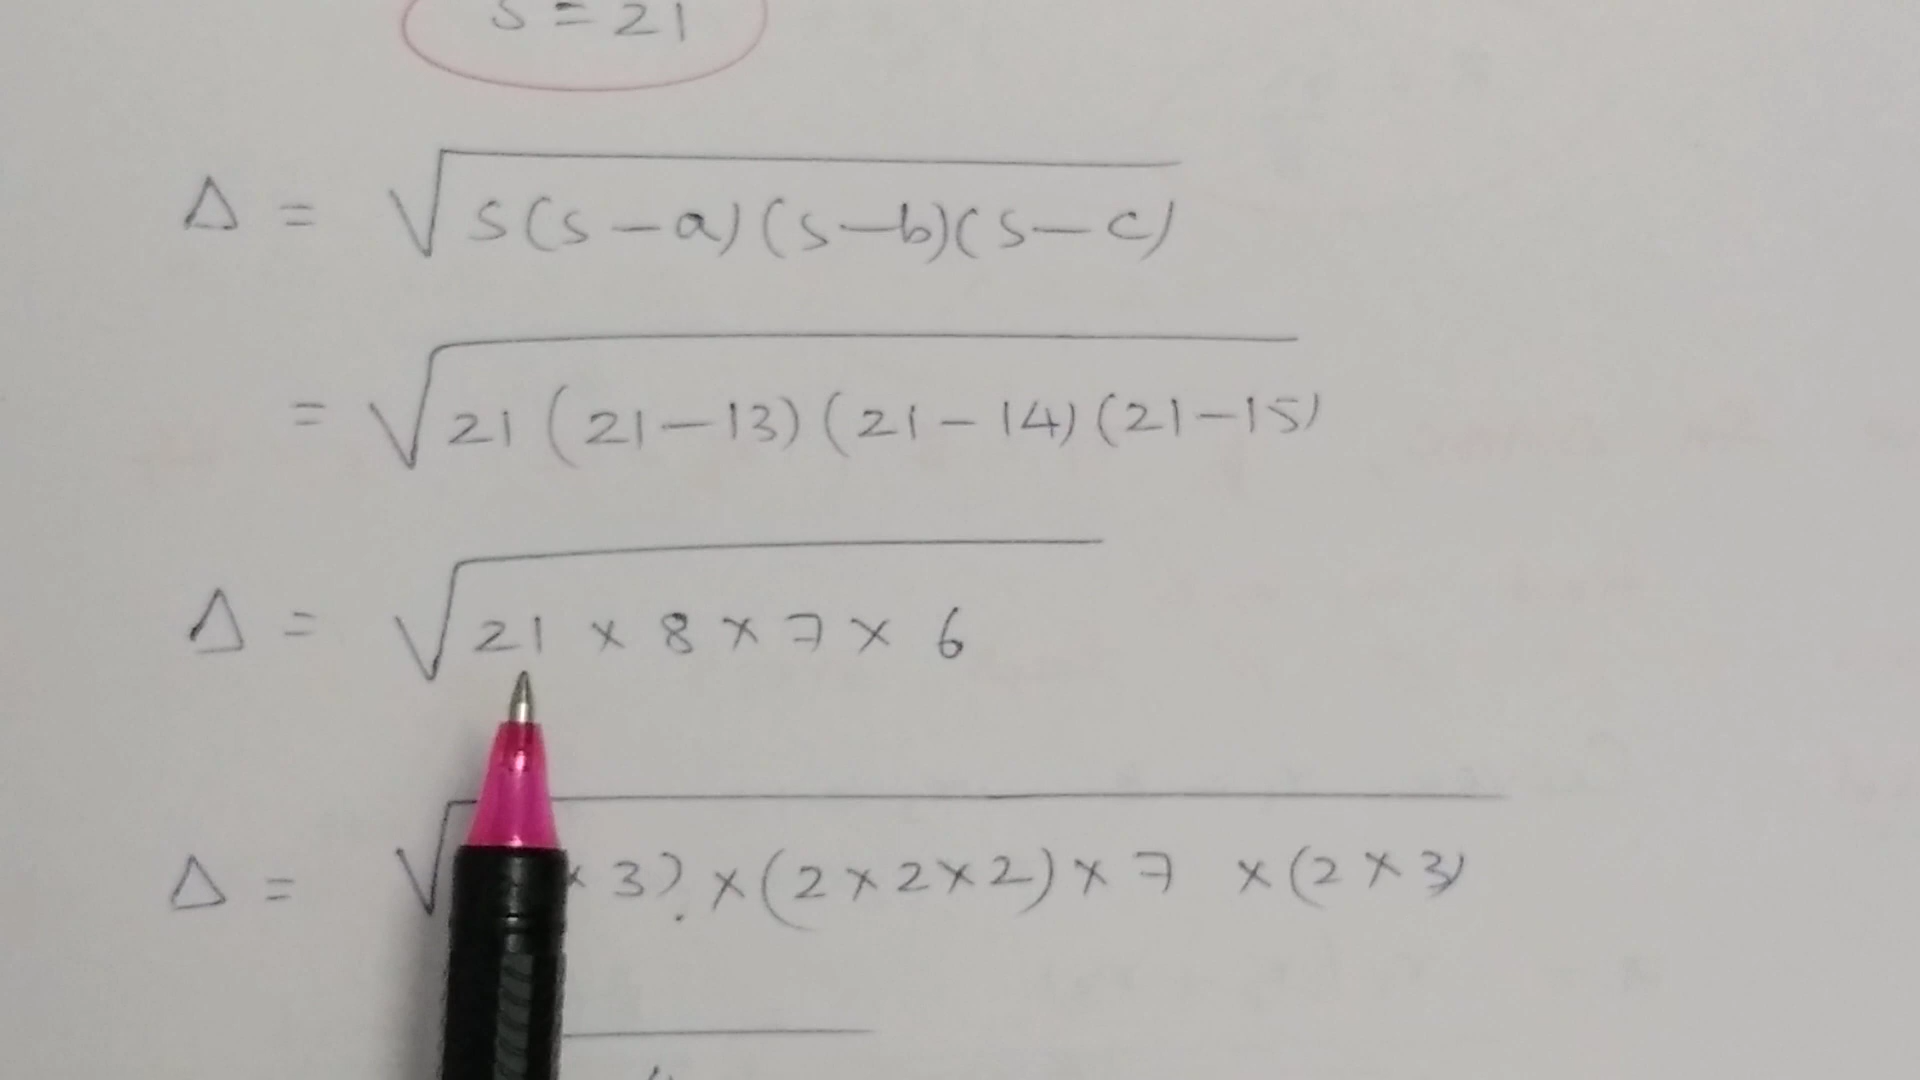 s = 21
Δ = √s(s-a)(s-b)(s-c)
= √21(21-13)(21-14)(21-15)
Δ = √21 × 8 × 7 × 6
Δ = √ × 3) × (2×2×2) × 7 × (2 × 3)